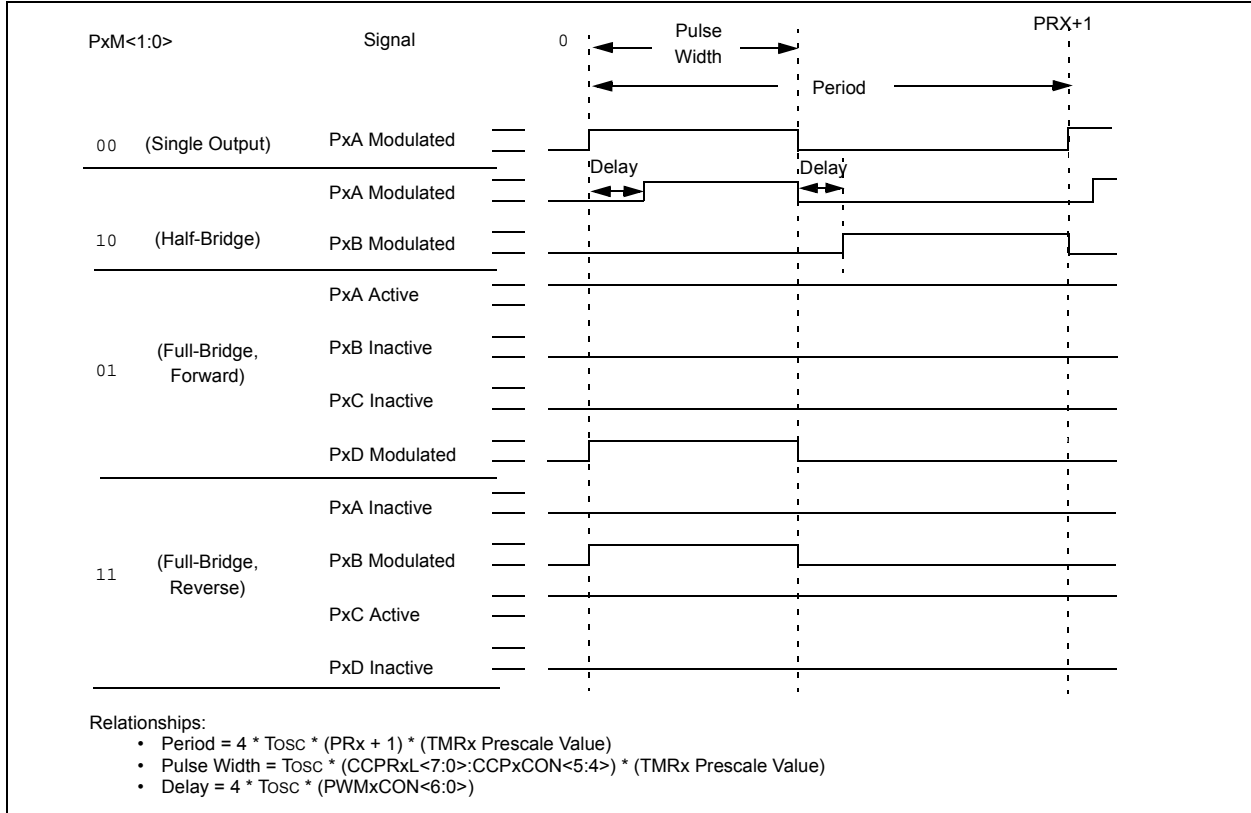 PxM<1:0>
Signal
0
Pulse
Width
PRX+1
Period
00
(Single Output)
PxA Modulated
Delay
Delay
PxA Modulated
10
(Half-Bridge)
PxB Modulated
PxA Active
01
(Full-Bridge,
Forward)
PxB Inactive
PxC Inactive
PxD Modulated
PxA Inactive
11
(Full-Bridge,
Reverse)
PxB Modulated
PxC Active
PxD Inactive
Relationships:
• Period = 4 * TOSC * (PRx + 1) * (TMRx Prescale Value)
• Pulse Width = TOSC * (CCPRxL<7:0>:CCPxCON<5:4>) * (TMRx Prescale Value)
• Delay = 4 * TOSC * (PWMxCON<6:0>)